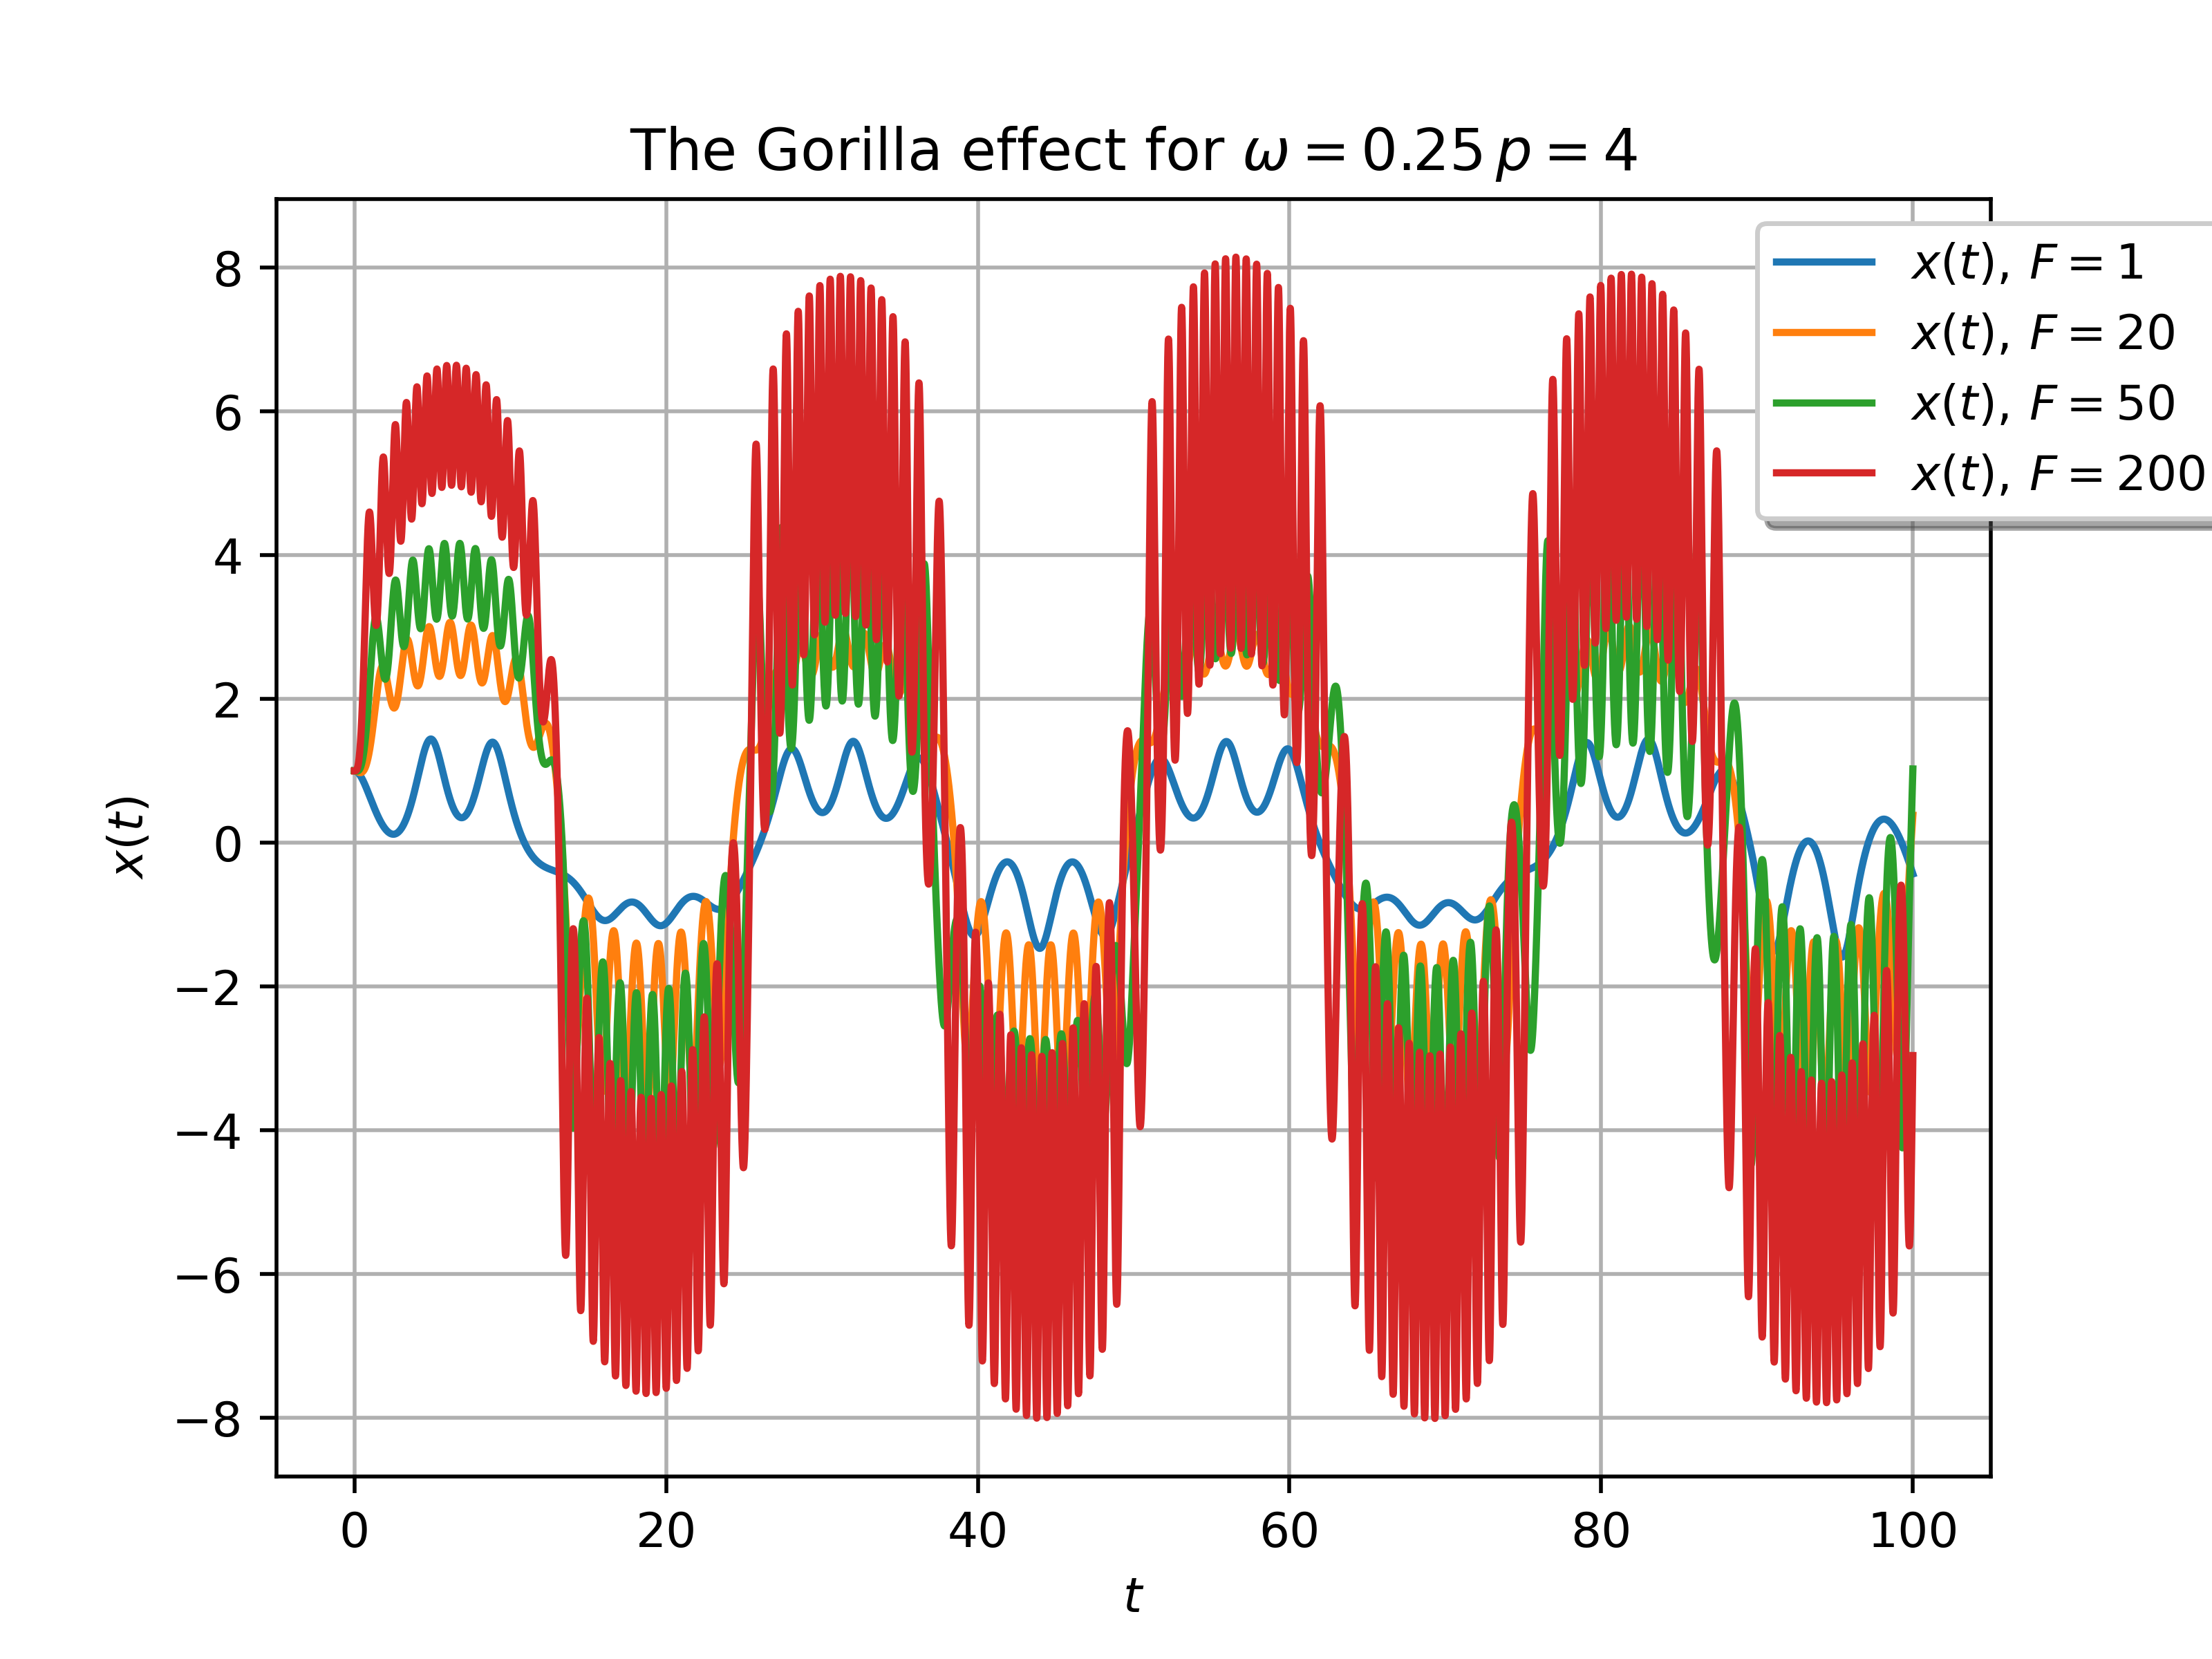 The Gorilla effect for ω = 0.25 p = 4
x(t), F = 1
x(t), F = 20
x(t), F = 50
x(t), F = 200
8
6
4
2
0
−2
−4
−6
−8
x(t)
0 20 40 60 80 100
t